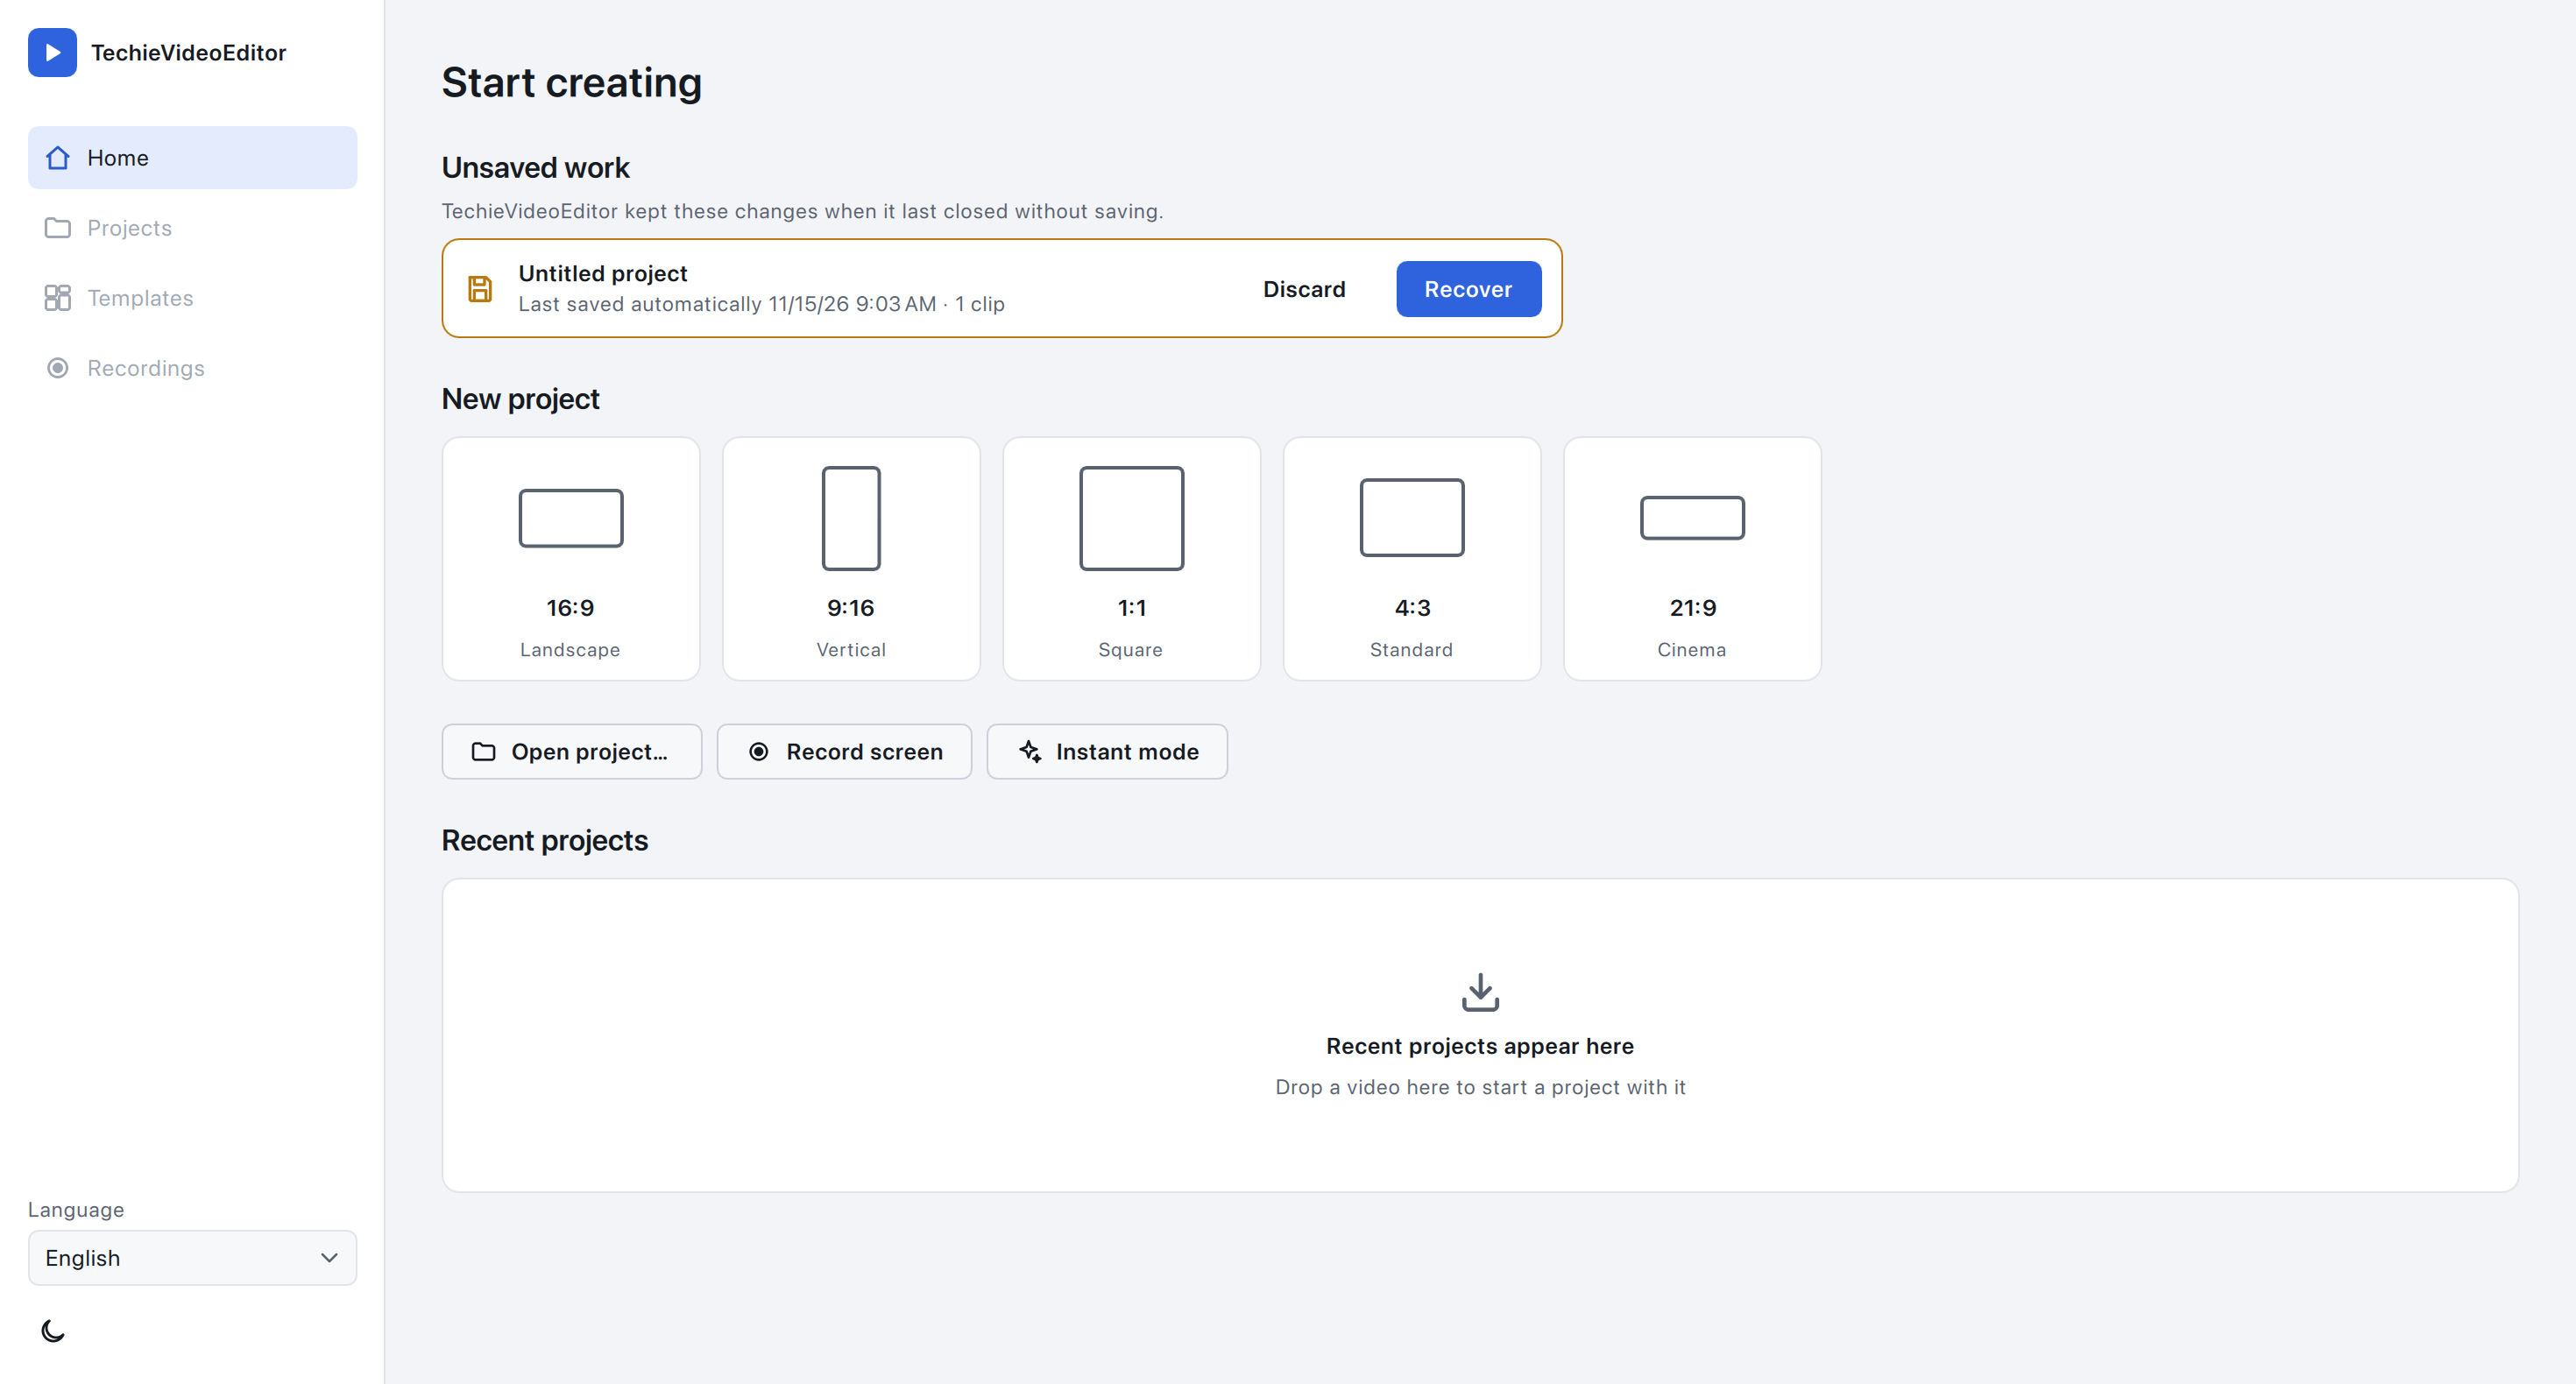 TechieVideoEditor
Home
Projects
Templates
Recordings
Language
English
Start creating
Unsaved work
TechieVideoEditor kept these changes when it last closed without saving.
Untitled project
Last saved automatically 11/15/26 9:03 AM · 1 clip
Discard
Recover
New project
16:9
Landscape
9:16
Vertical
1:1
Square
4:3
Standard
21:9
Cinema
Open project…
Record screen
Instant mode
Recent projects
Recent projects appear here
Drop a video here to start a project with it